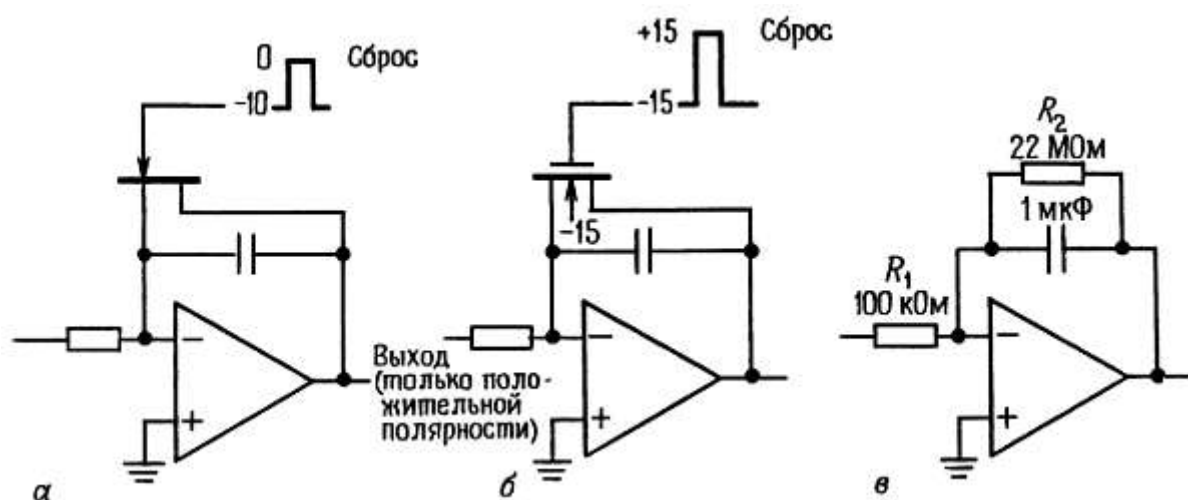 0
Сброс
-10
+15
Сброс
-15
-15
R₂
22 МОм
1 мкФ
R₁
100 кОм
−
+
−
+
−
+
Выход
(только поло-
жительной
полярности)
а
б
в